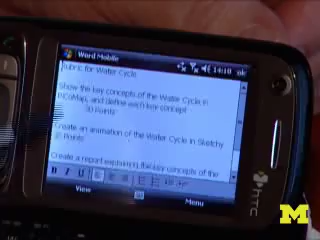 Word Mobile
14:10 ok
Rubric for Water Cycle
Show the key concepts of the Water Cycle in
PiCoMap, and define each key concept
30 Points
Create an animation of the Water Cycle in Sketchy
Points
Create a report explaining the key concepts of the
B I U
View Menu
hTC
M